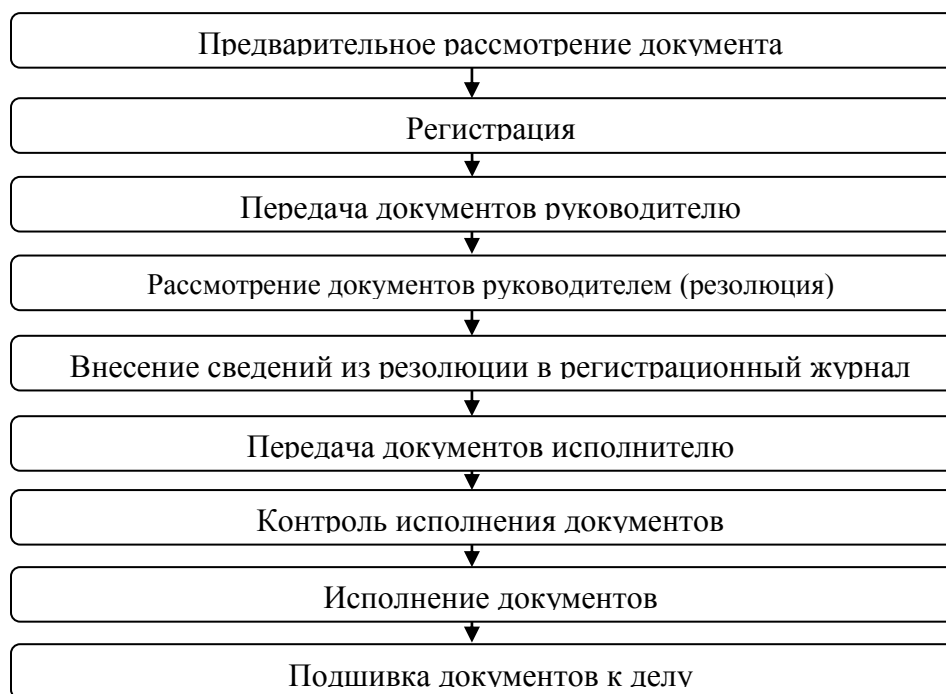 Предварительное рассмотрение документа
Регистрация
Передача документов руководителю
Рассмотрение документов руководителем (резолюция)
Внесение сведений из резолюции в регистрационный журнал
Передача документов исполнителю
Контроль исполнения документов
Исполнение документов
Подшивка документов к делу